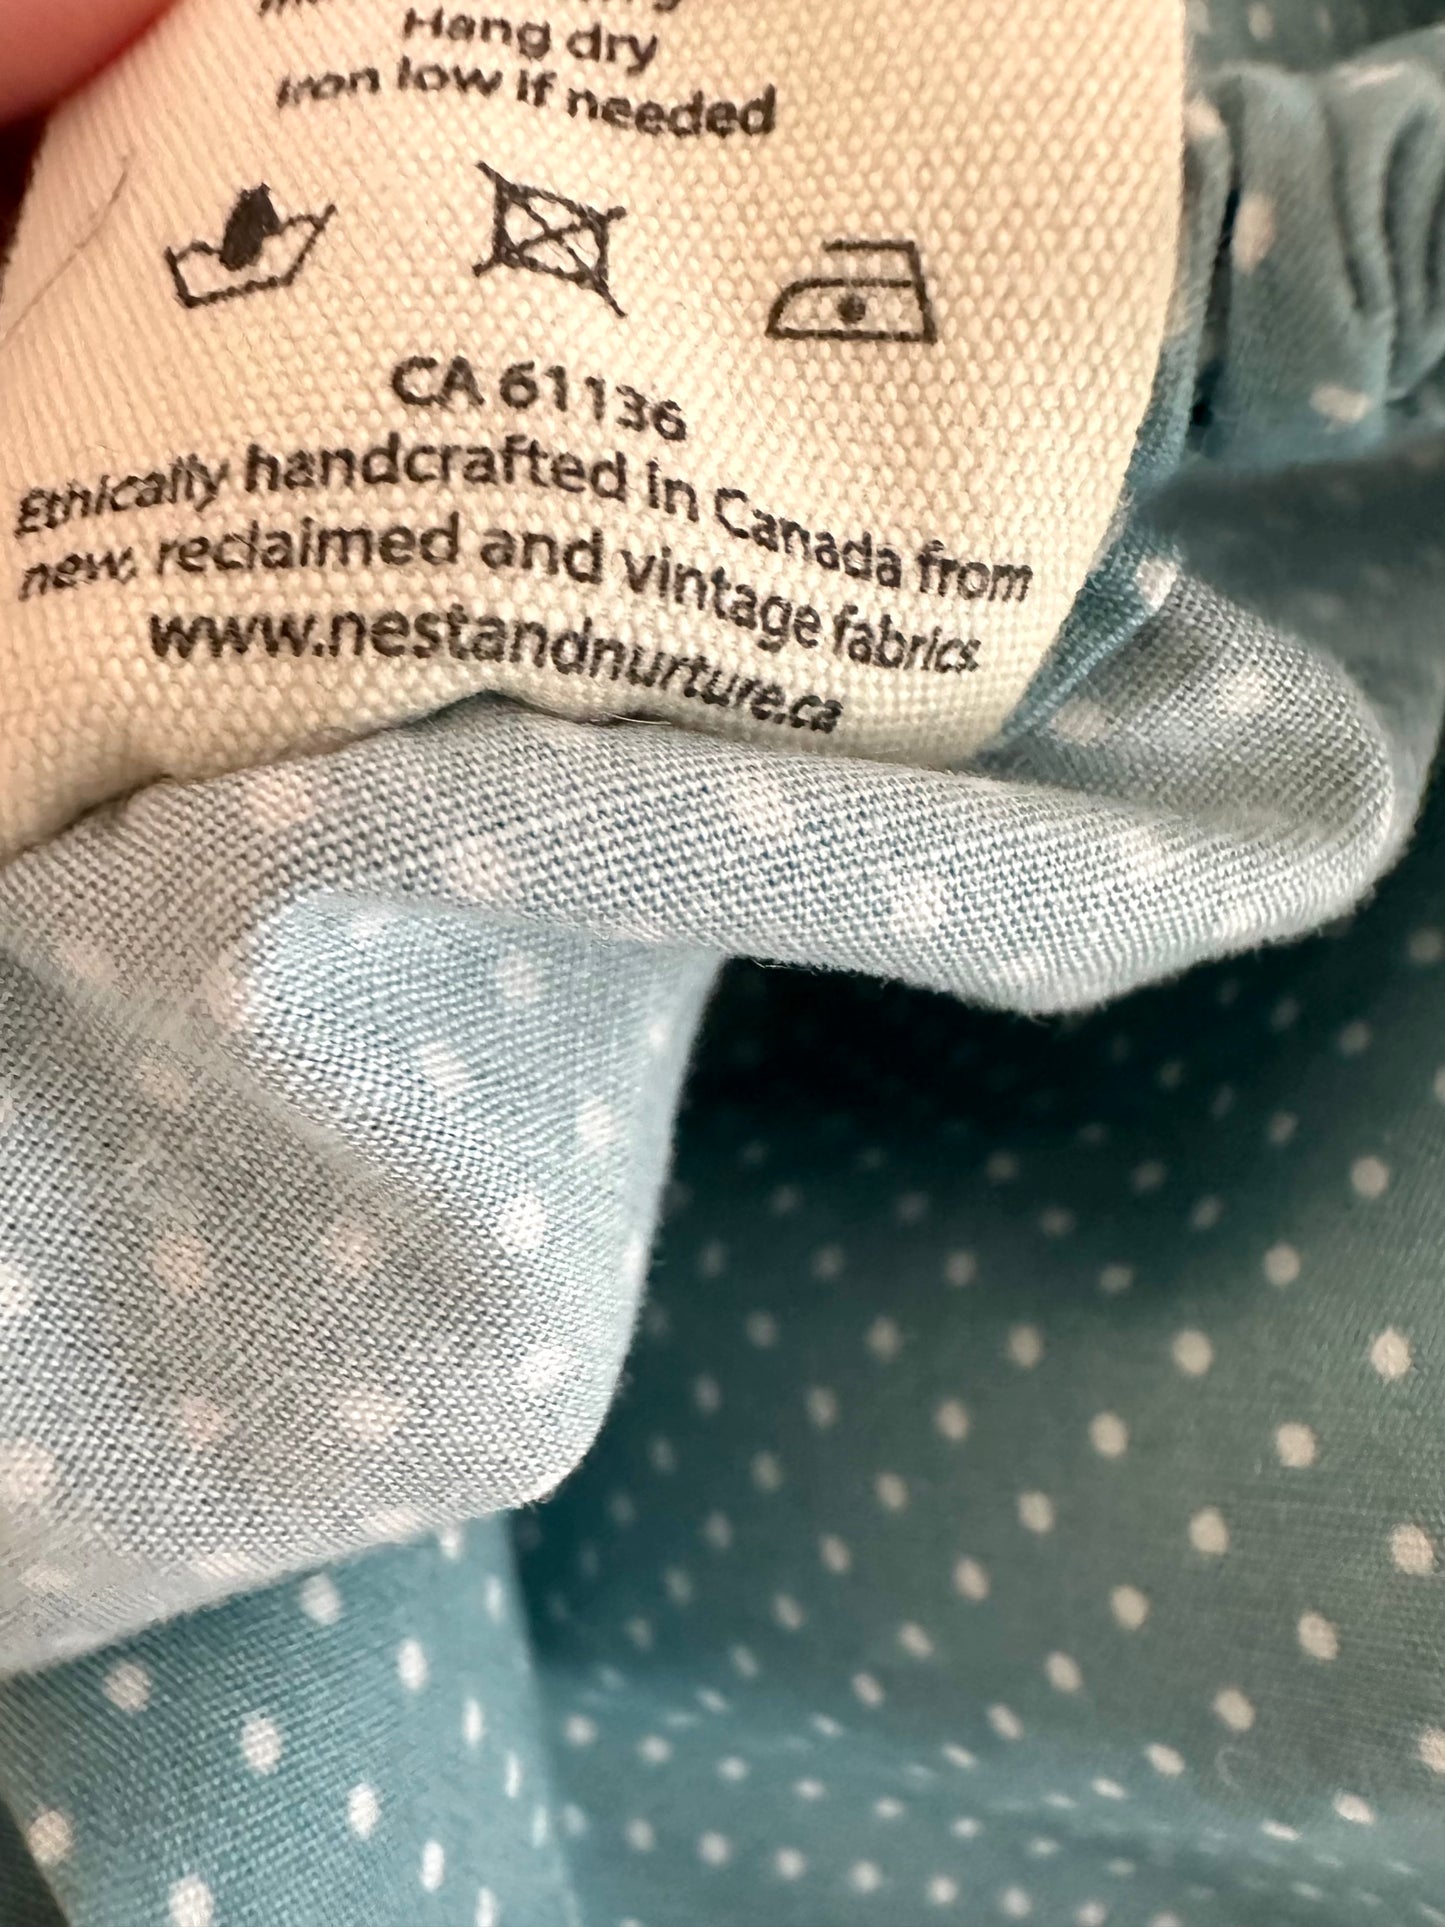 Hang dry
Iron low if needed
CA 61136
Ethically handcrafted in Canada from
new, reclaimed and vintage fabrics.
www.nestandnurture.ca